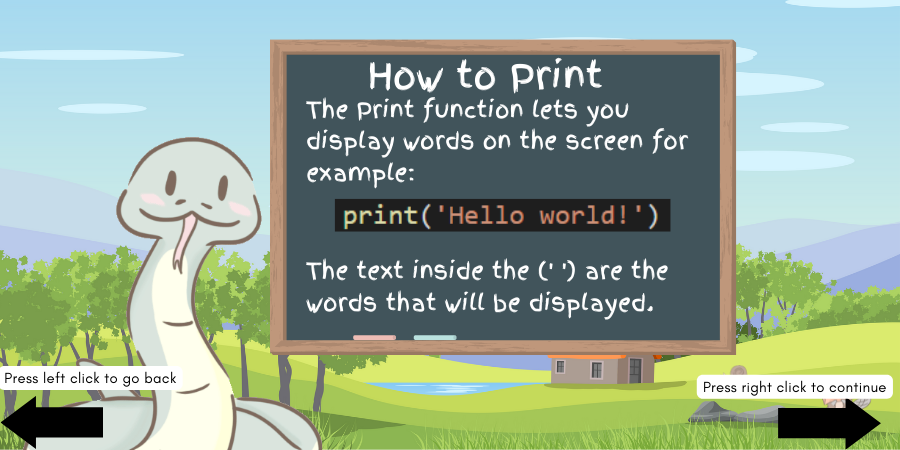 How to Print
The Print function lets you
display words on the screen for
example:
print('Hello world!')
The text inside the (' ') are the
words that will be displayed.
Press left click to go back
Press right click to continue